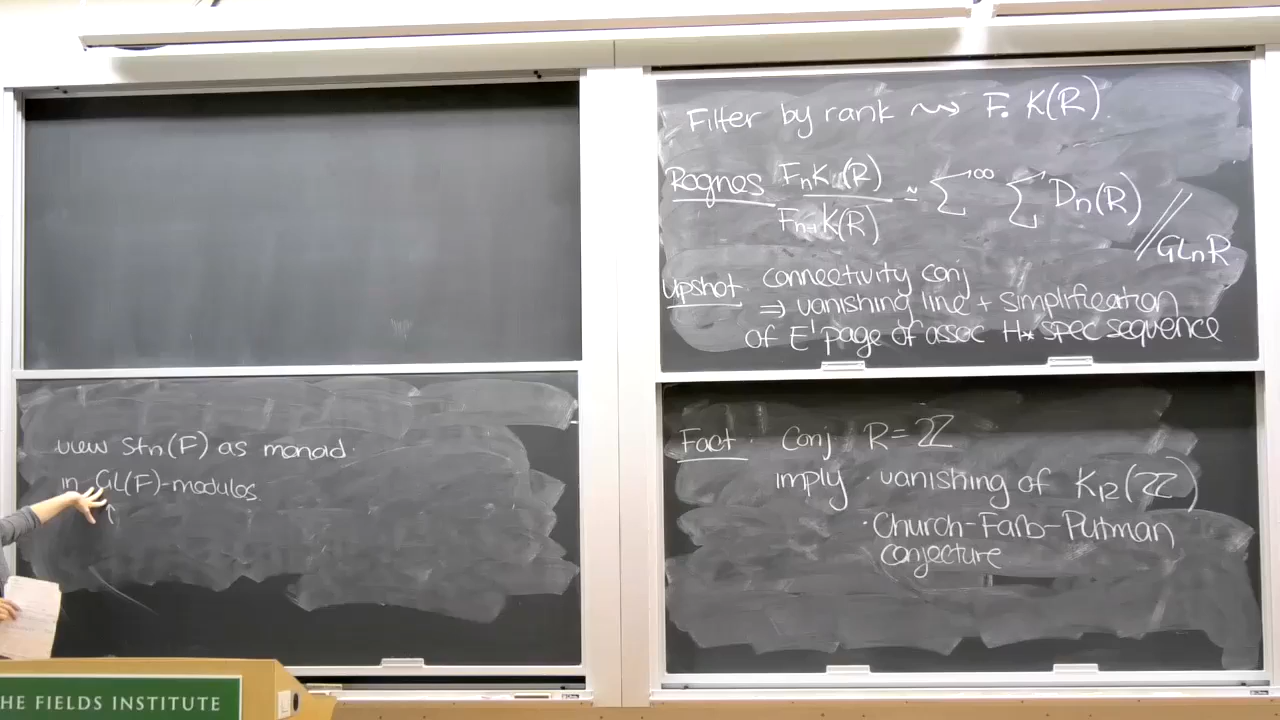 view Stn(F) as monad.
in GL(F)-modules.
↑
Filter by rank ⇝ F. K(R).
Rognes FnK(R) / Fn-1K(R) ≃ Σ^∞ Σ Dn(R) // GLnR
Upshot. connectivity conj
⇒ vanishing line + simplification
of E¹ page of assoc H* spec sequence
Fact. Conj R = ℤ
imply · vanishing of K12(ℤ)
· Church-Farb-Putman
conjecture
HE FIELDS INSTITUTE